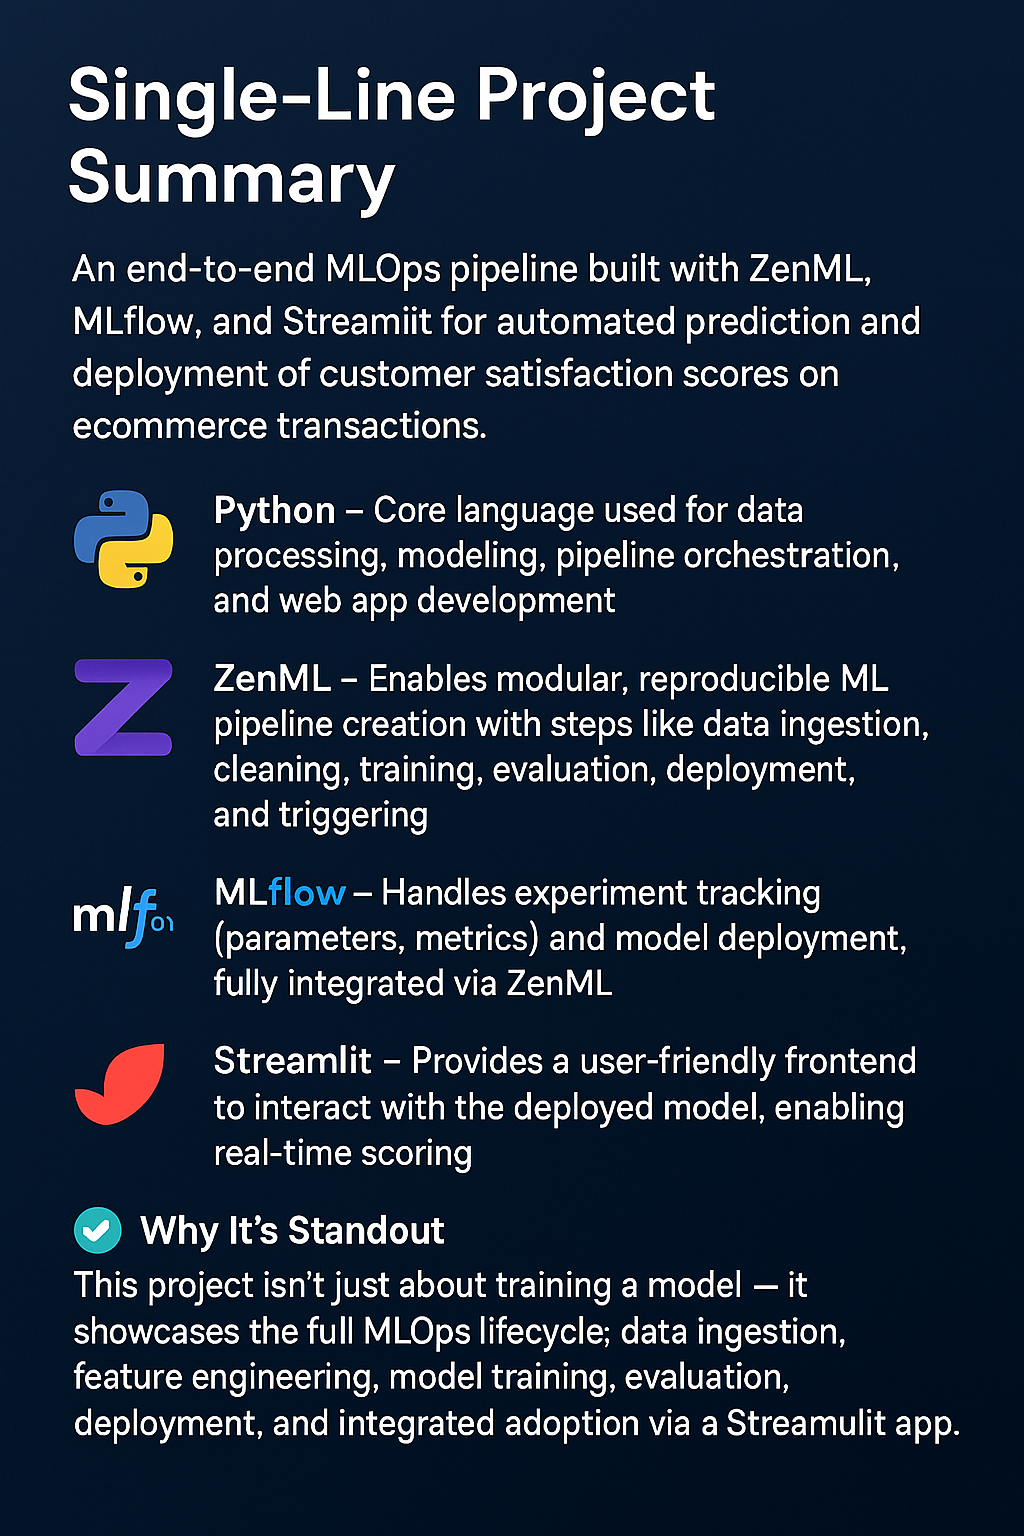 Single-Line Project
Summary
An end-to-end MLOps pipeline built with ZenML,
MLflow, and Streamiit for automated prediction and
deployment of customer satisfaction scores on
ecommerce transactions.
Python – Core language used for data
processing, modeling, pipeline orchestration,
and web app development
ZenML – Enables modular, reproducible ML
pipeline creation with steps like data ingestion,
cleaning, training, evaluation, deployment,
and triggering
mlf
MLflow – Handles experiment tracking
(parameters, metrics) and model deployment,
fully integrated via ZenML
Streamlit – Provides a user-friendly frontend
to interact with the deployed model, enabling
real-time scoring
Why It's Standout
This project isn't just about training a model — it
showcases the full MLOps lifecycle; data ingestion,
feature engineering, model training, evaluation,
deployment, and integrated adoption via a Streamulit app.